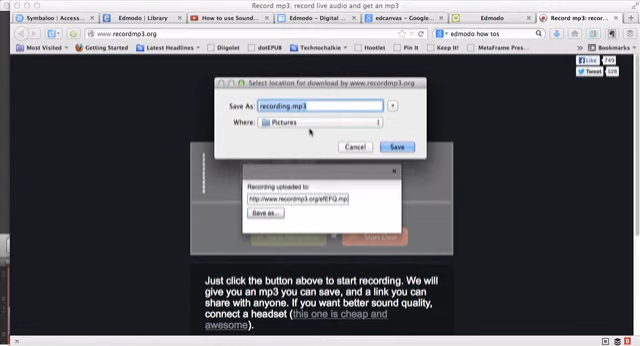 Record mp3: record live audio and get an mp3
Symbaloo | Access...
Edmodo | Library
How to use Soun...
Edmodo – Digital ...
edcanvas – Google...
Edmodo
Record mp3: recor...
www.recordmp3.org
edmodo how tos
Most Visited
Getting Started
Latest Headlines
Diigolet
dotEPUB
Technochalkie
Hootlet
Pin It
Keep It!
MetaFrame Pres...
Bookmarks
Like 749
Tweet 328
Select location for download by www.recordmp3.org
Save As: recording.mp3
Where: Pictures
Cancel Save
Recording uploaded to:
http://www.recordmp3.org/efEFQ.mp
Save as...
or Start Over
Just click the button above to start recording. We will
give you an mp3 you can save, and a link you can
share with anyone. If you want better sound quality,
connect a headset (this one is cheap and
awesome).